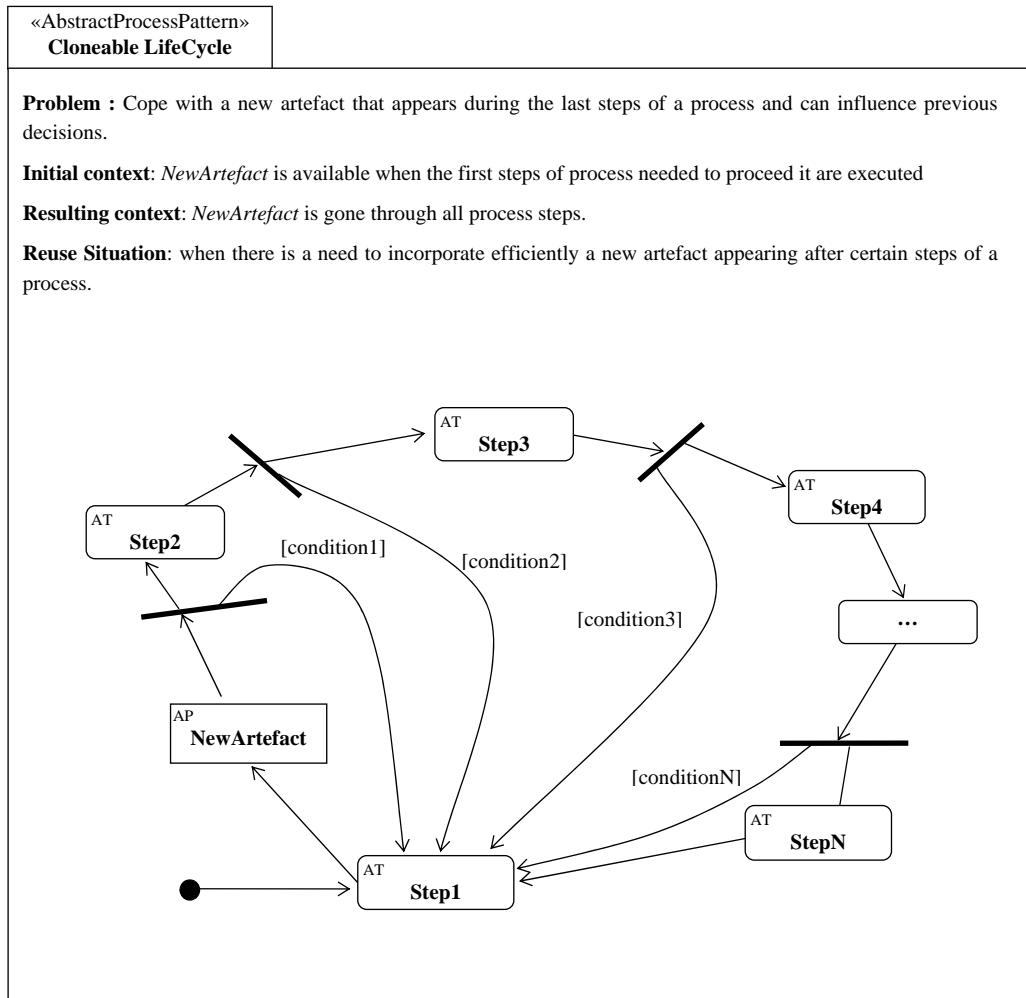 «AbstractProcessPattern»
Cloneable LifeCycle
Problem : Cope with a new artefact that appears during the last steps of a process and can influence previous
decisions.
Initial context: NewArtefact is available when the first steps of process needed to proceed it are executed
Resulting context: NewArtefact is gone through all process steps.
Reuse Situation: when there is a need to incorporate efficiently a new artefact appearing after certain steps of a
process.
AT
Step3
AT
Step4
AT
Step2
[condition1]
[condition2]
[condition3]
...
AP
NewArtefact
[conditionN]
AT
StepN
AT
Step1